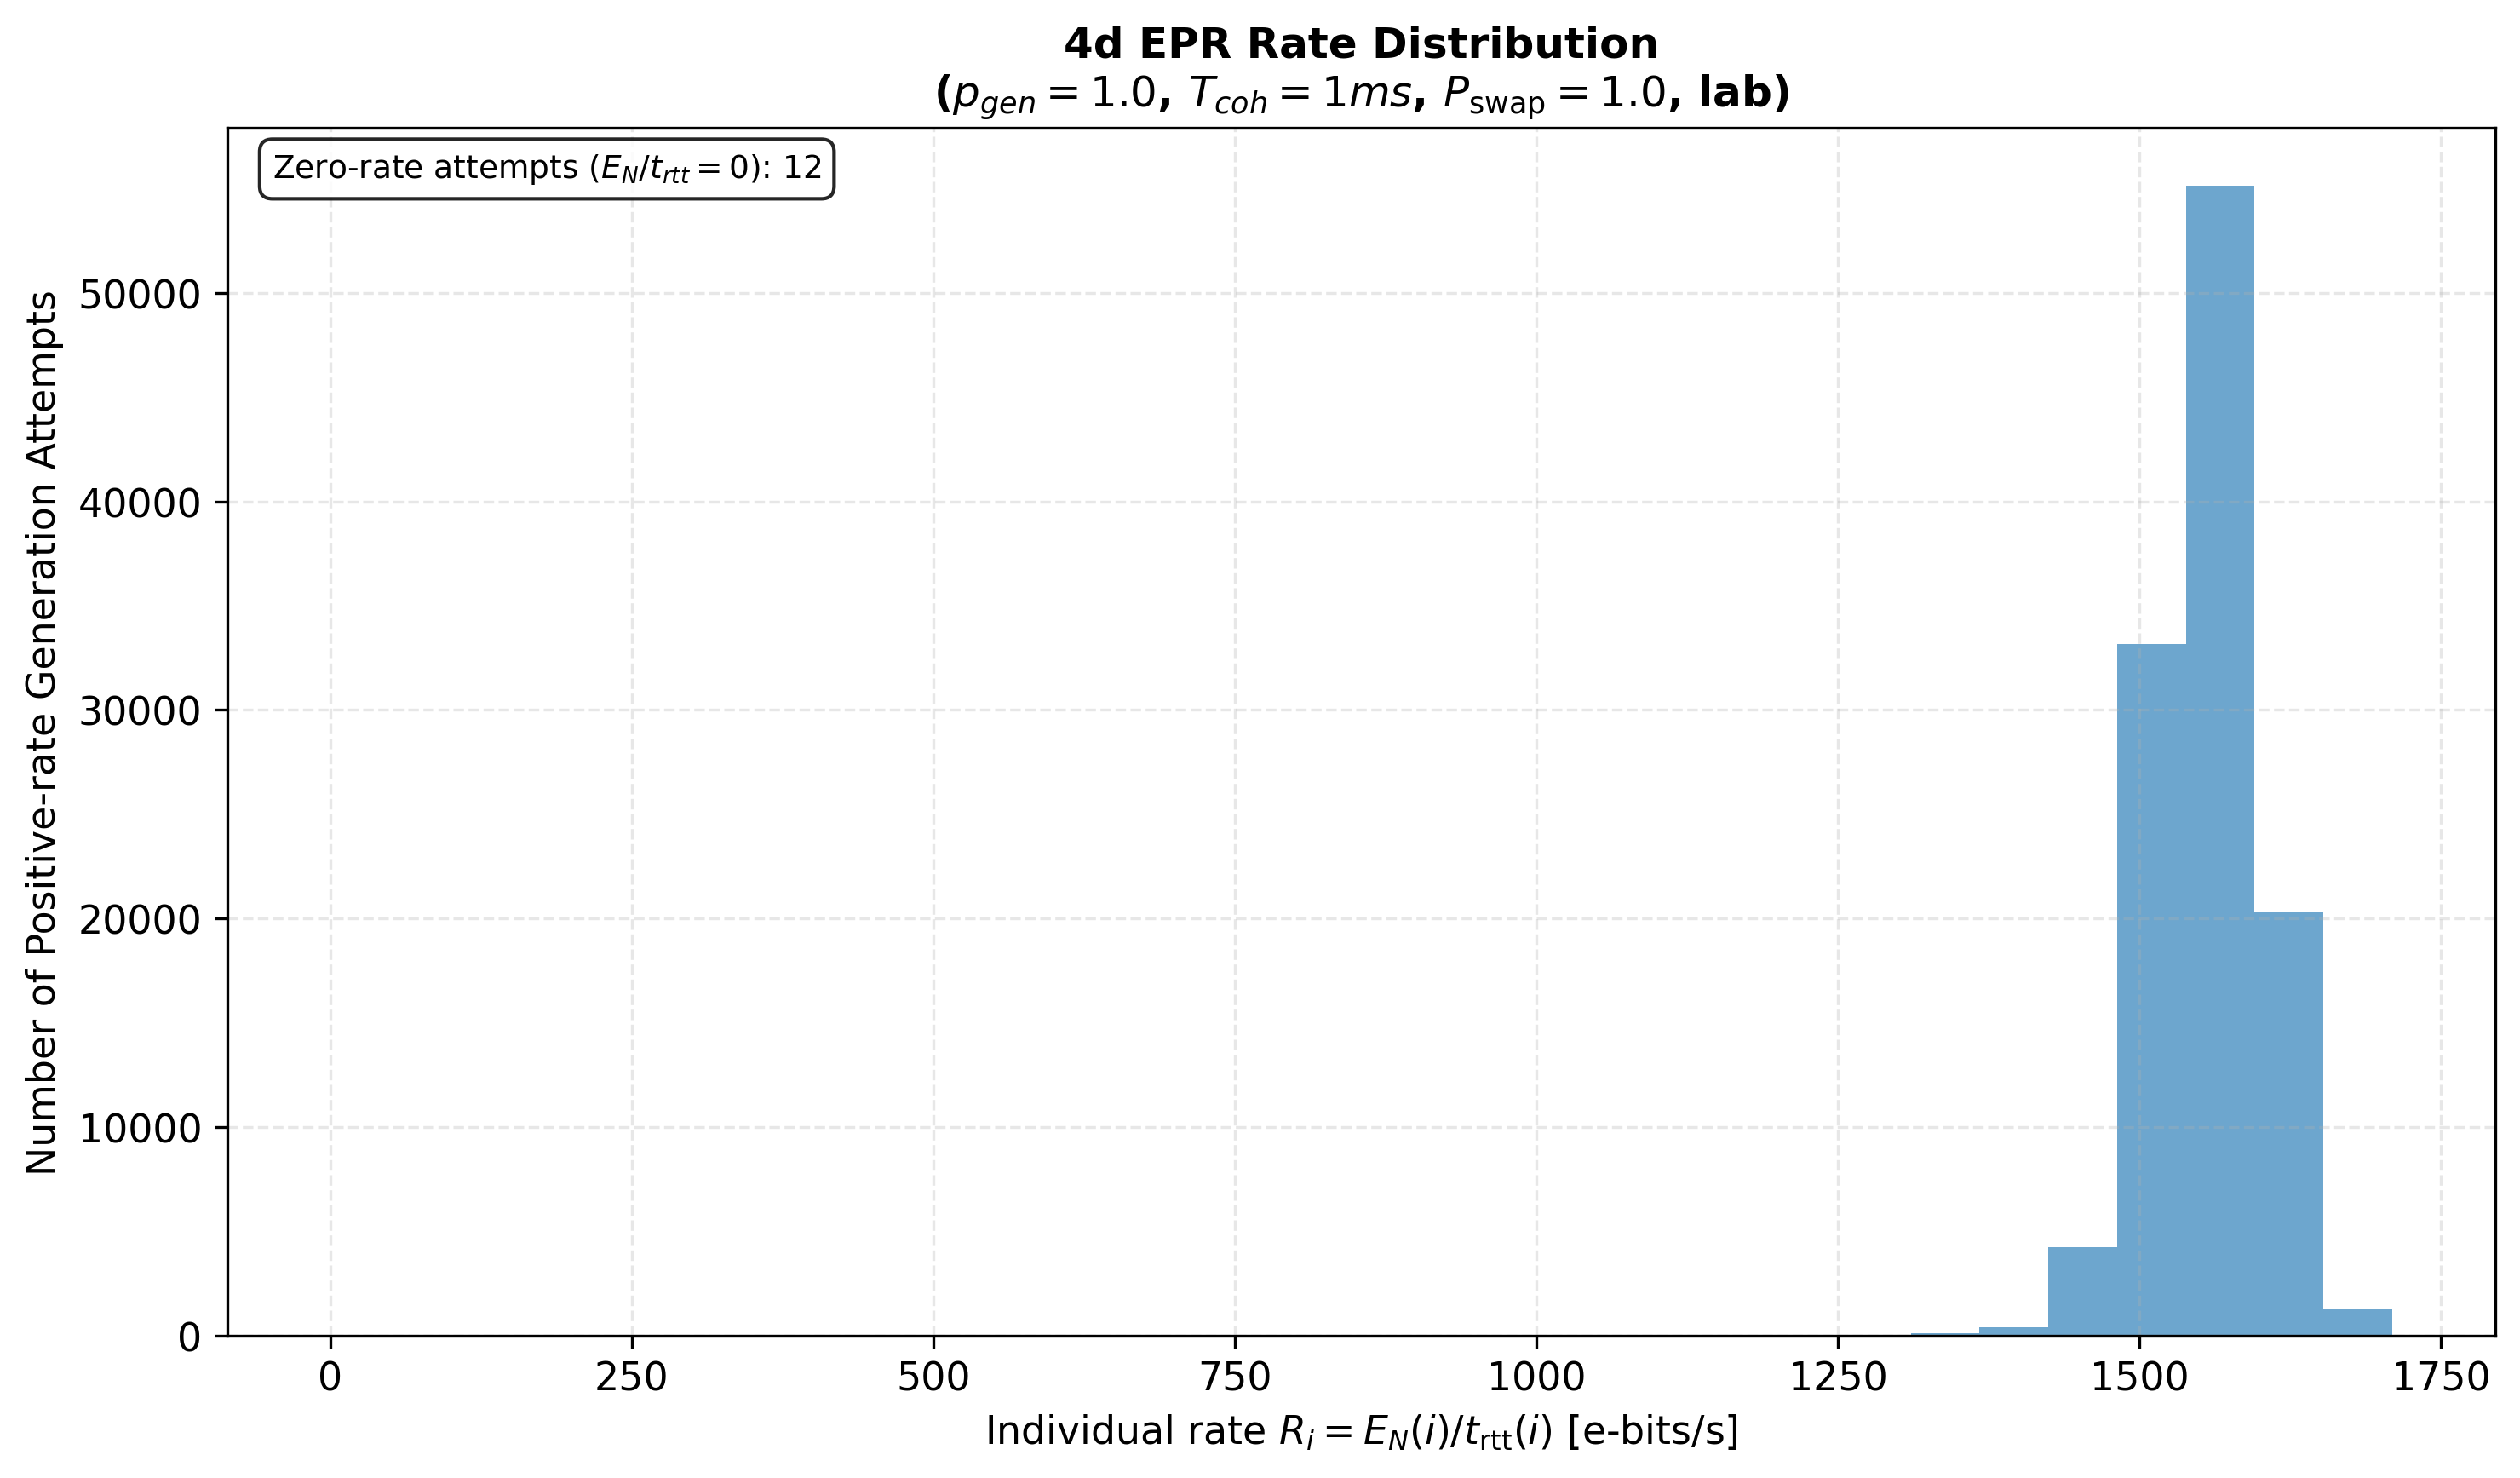 4d EPR Rate Distribution
(p_gen = 1.0, T_coh = 1ms, P_swap = 1.0, lab)
Zero-rate attempts (E_N/t_rtt = 0): 12
Number of Positive-rate Generation Attempts
50000
40000
30000
20000
10000
0
0 250 500 750 1000 1250 1500 1750
Individual rate R_i = E_N(i)/t_rtt(i) [e-bits/s]